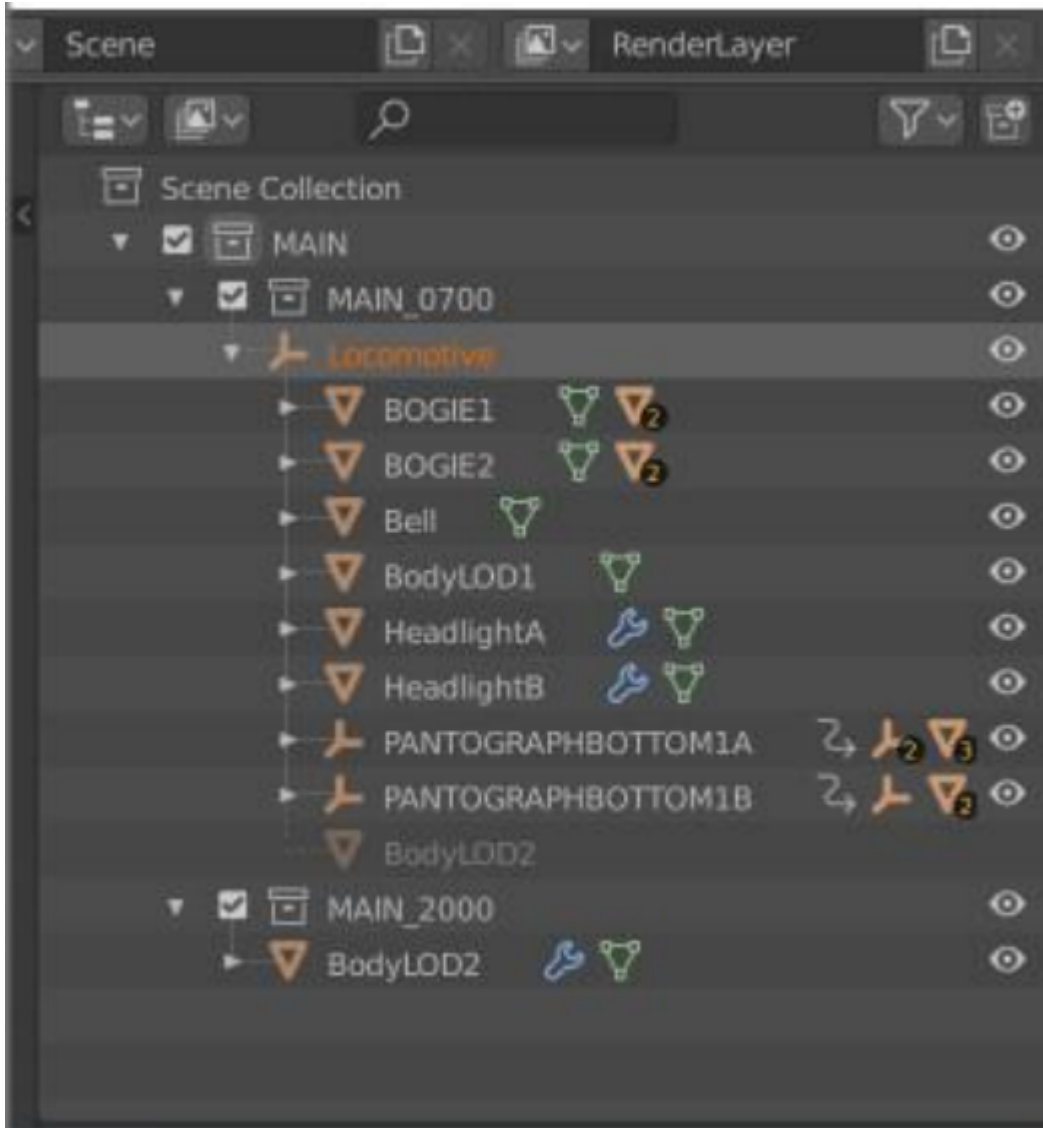 Scene RenderLayer
Scene Collection
MAIN
MAIN_0700
Locomotive
BOGIE1 2
BOGIE2 2
Bell
BodyLOD1
HeadlightA
HeadlightB
PANTOGRAPHBOTTOM1A 2 3
PANTOGRAPHBOTTOM1B 2
BodyLOD2
MAIN_2000
BodyLOD2